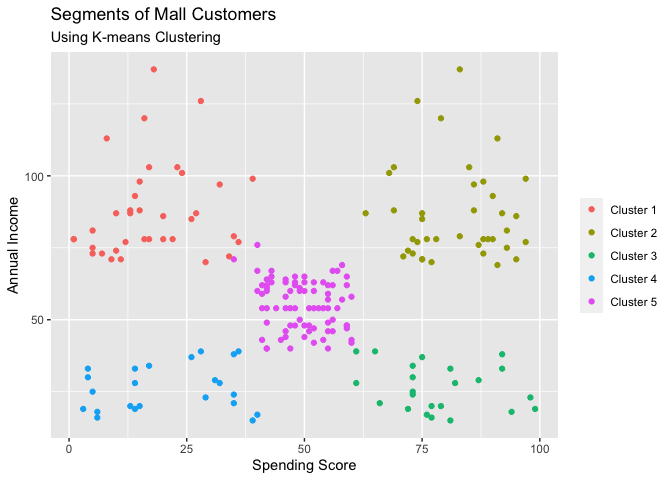 Segments of Mall Customers
Using K-means Clustering
Annual Income
100
50
0
25
50
75
100
Spending Score
Cluster 1
Cluster 2
Cluster 3
Cluster 4
Cluster 5